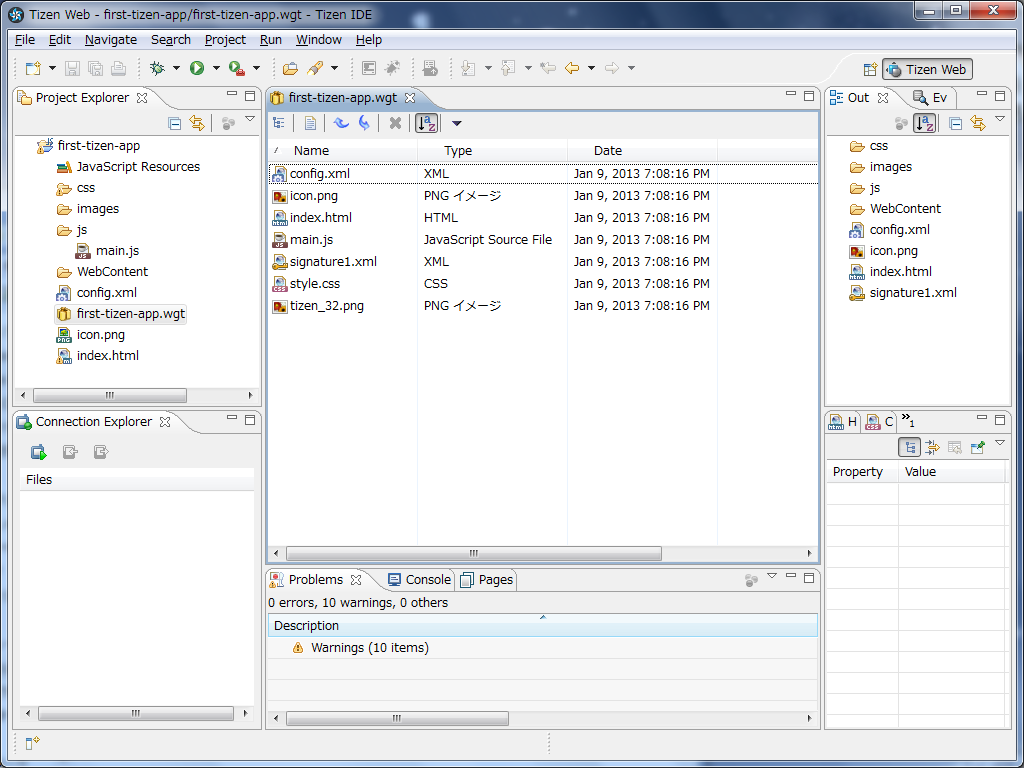 Tizen Web - first-tizen-app/first-tizen-app.wgt - Tizen IDE
File Edit Navigate Search Project Run Window Help
Tizen Web
Project Explorer
first-tizen-app
JavaScript Resources
css
images
js
main.js
WebContent
config.xml
first-tizen-app.wgt
icon.png
index.html
Connection Explorer
Files
first-tizen-app.wgt
Name Type Date
config.xml XML Jan 9, 2013 7:08:16 PM
icon.png PNG イメージ Jan 9, 2013 7:08:16 PM
index.html HTML Jan 9, 2013 7:08:16 PM
main.js JavaScript Source File Jan 9, 2013 7:08:16 PM
signature1.xml XML Jan 9, 2013 7:08:16 PM
style.css CSS Jan 9, 2013 7:08:16 PM
tizen_32.png PNG イメージ Jan 9, 2013 7:08:16 PM
Problems Console Pages
0 errors, 10 warnings, 0 others
Description
Warnings (10 items)
Out Ev
css
images
js
WebContent
config.xml
icon.png
index.html
signature1.xml
H C »1
Property Value